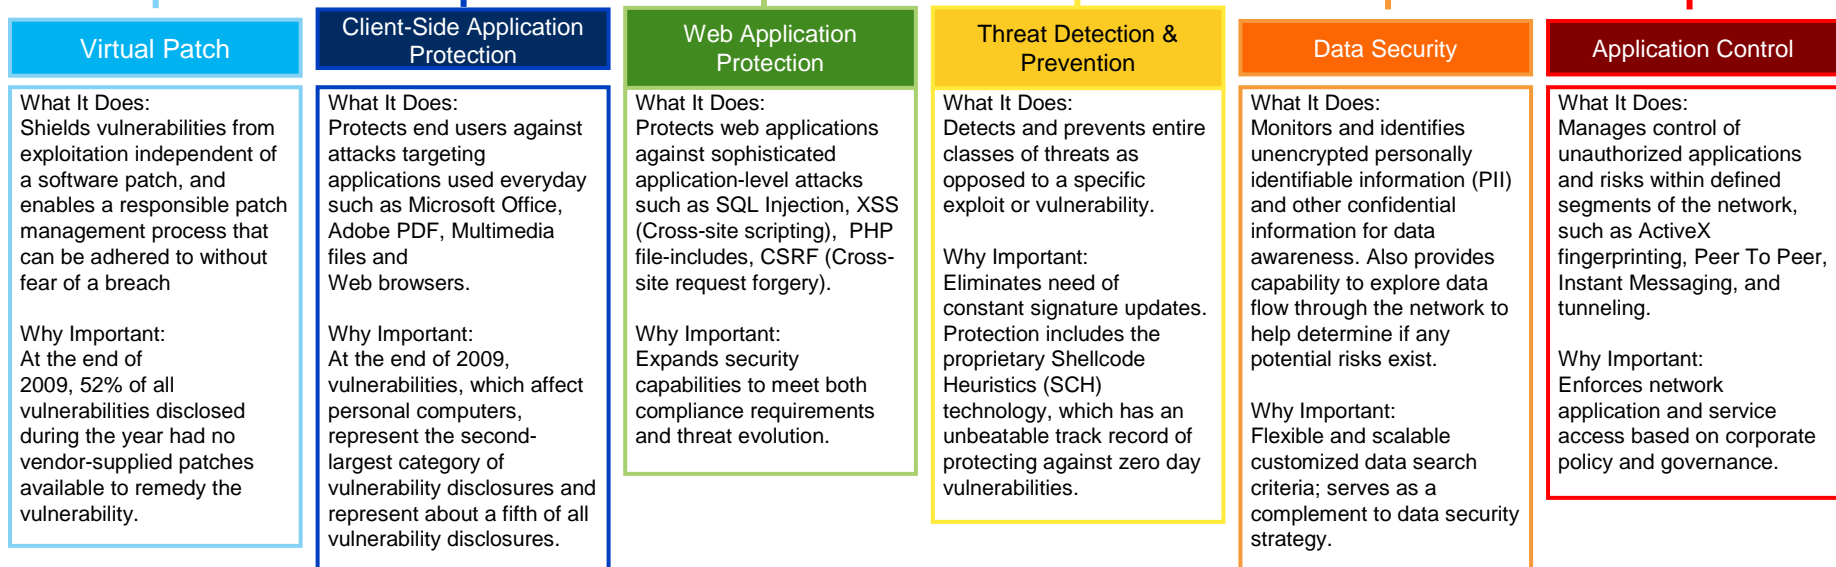 Virtual Patch
What It Does:
Shields vulnerabilities from
exploitation independent of
a software patch, and
enables a responsible patch
management process that
can be adhered to without
fear of a breach
Why Important:
At the end of
2009, 52% of all
vulnerabilities disclosed
during the year had no
vendor-supplied patches
available to remedy the
vulnerability.
Client-Side Application
Protection
What It Does:
Protects end users against
attacks targeting
applications used everyday
such as Microsoft Office,
Adobe PDF, Multimedia
files and
Web browsers.
Why Important:
At the end of 2009,
vulnerabilities, which affect
personal computers,
represent the second-
largest category of
vulnerability disclosures and
represent about a fifth of all
vulnerability disclosures.
Web Application
Protection
What It Does:
Protects web applications
against sophisticated
application-level attacks
such as SQL Injection, XSS
(Cross-site scripting), PHP
file-includes, CSRF (Cross-
site request forgery).
Why Important:
Expands security
capabilities to meet both
compliance requirements
and threat evolution.
Threat Detection &
Prevention
What It Does:
Detects and prevents entire
classes of threats as
opposed to a specific
exploit or vulnerability.
Why Important:
Eliminates need of
constant signature updates.
Protection includes the
proprietary Shellcode
Heuristics (SCH)
technology, which has an
unbeatable track record of
protecting against zero day
vulnerabilities.
Data Security
What It Does:
Monitors and identifies
unencrypted personally
identifiable information (PII)
and other confidential
information for data
awareness. Also provides
capability to explore data
flow through the network to
help determine if any
potential risks exist.
Why Important:
Flexible and scalable
customized data search
criteria; serves as a
complement to data security
strategy.
Application Control
What It Does:
Manages control of
unauthorized applications
and risks within defined
segments of the network,
such as ActiveX
fingerprinting, Peer To Peer,
Instant Messaging, and
tunneling.
Why Important:
Enforces network
application and service
access based on corporate
policy and governance.